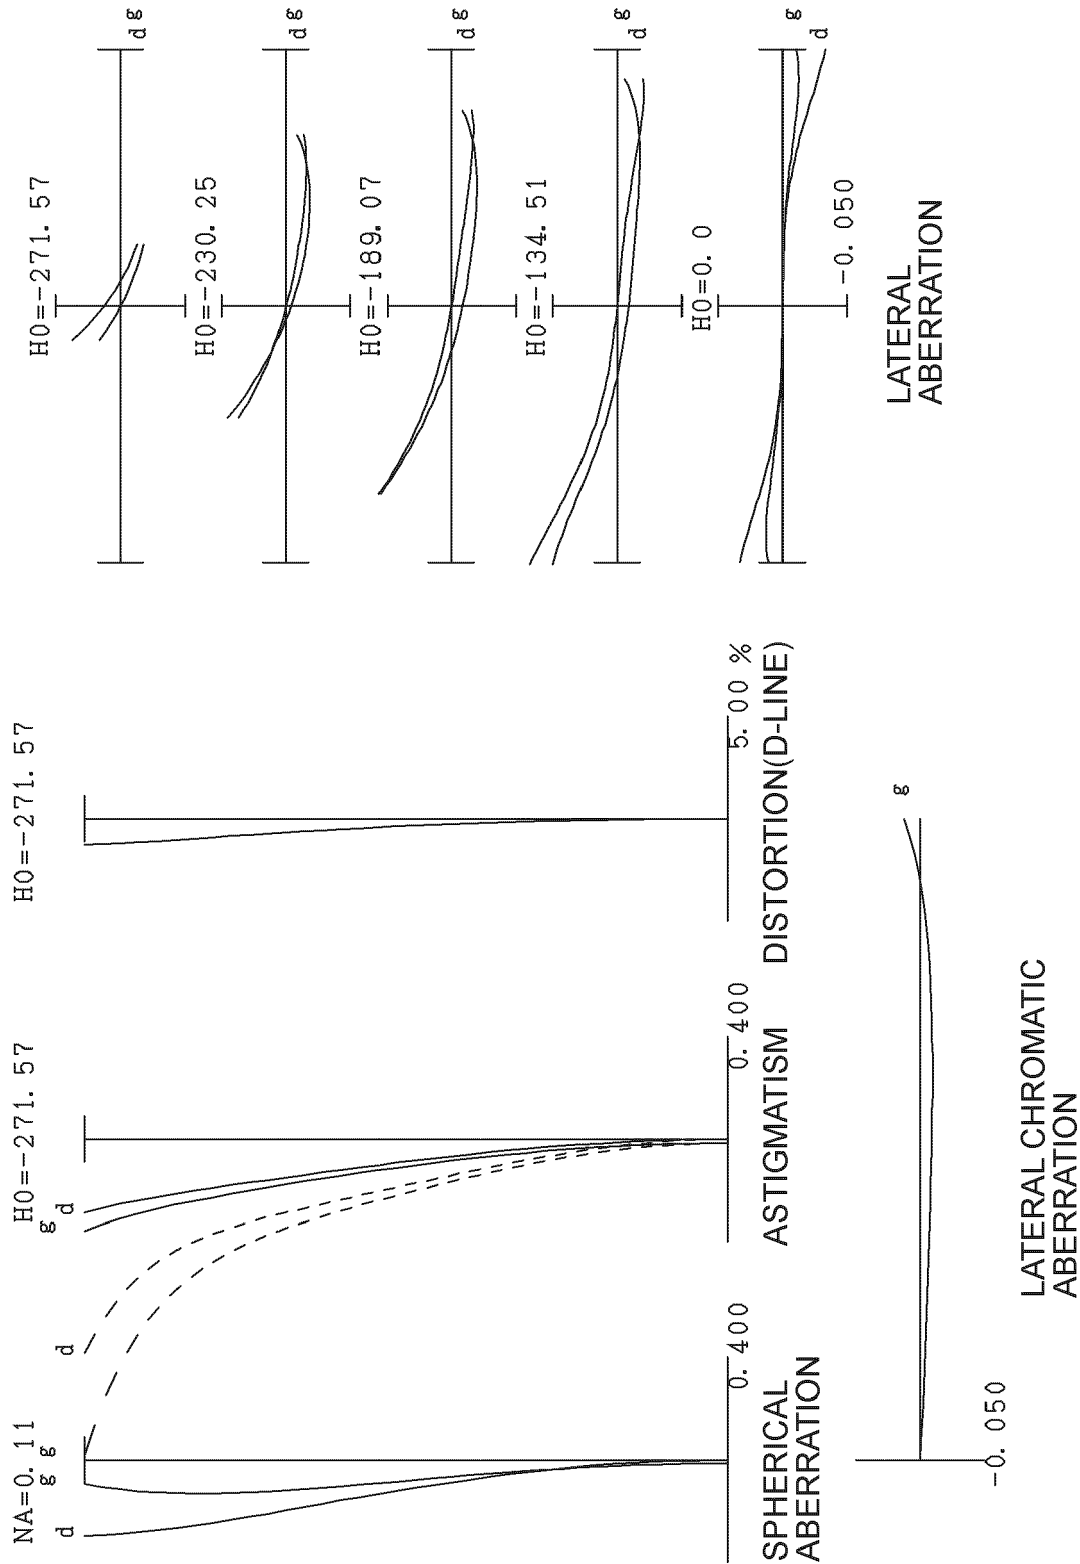 NA=0.11
g
d
0.400
SPHERICAL
ABERRATION
H0=-271.57
g
d
g
d
0.400
ASTIGMATISM
H0=-271.57
5.00 %
DISTORTION(D-LINE)
g
-0.050
LATERAL CHROMATIC
ABERRATION
H0=-271.57
d g
H0=-230.25
d g
H0=-189.07
d g
H0=-134.51
d g
H0=0.0
g
d
-0.050
LATERAL
ABERRATION